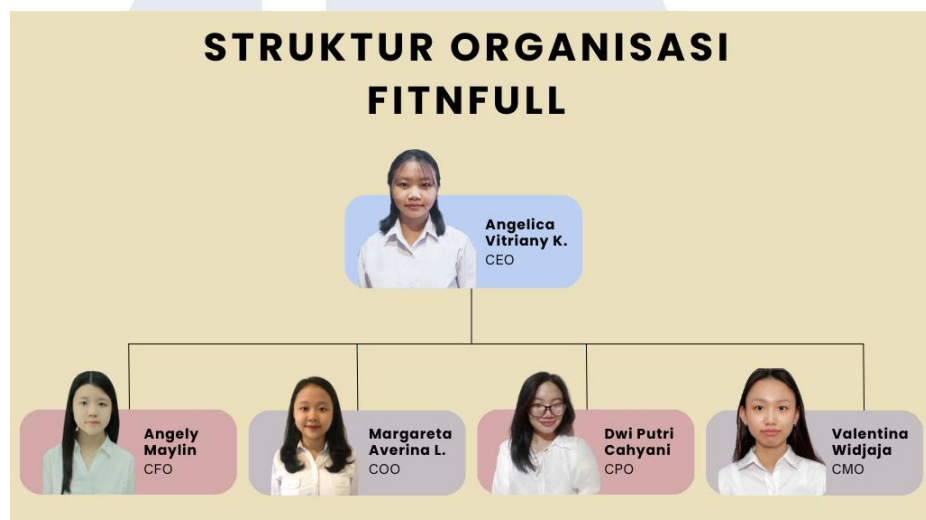 STRUKTUR ORGANISASI
FITNFULL
Angelica
Vitriany K.
CEO
Angely
Maylin
CFO
Margareta
Averina L.
COO
Dwi Putri
Cahyani
CPO
Valentina
Widjaja
CMO